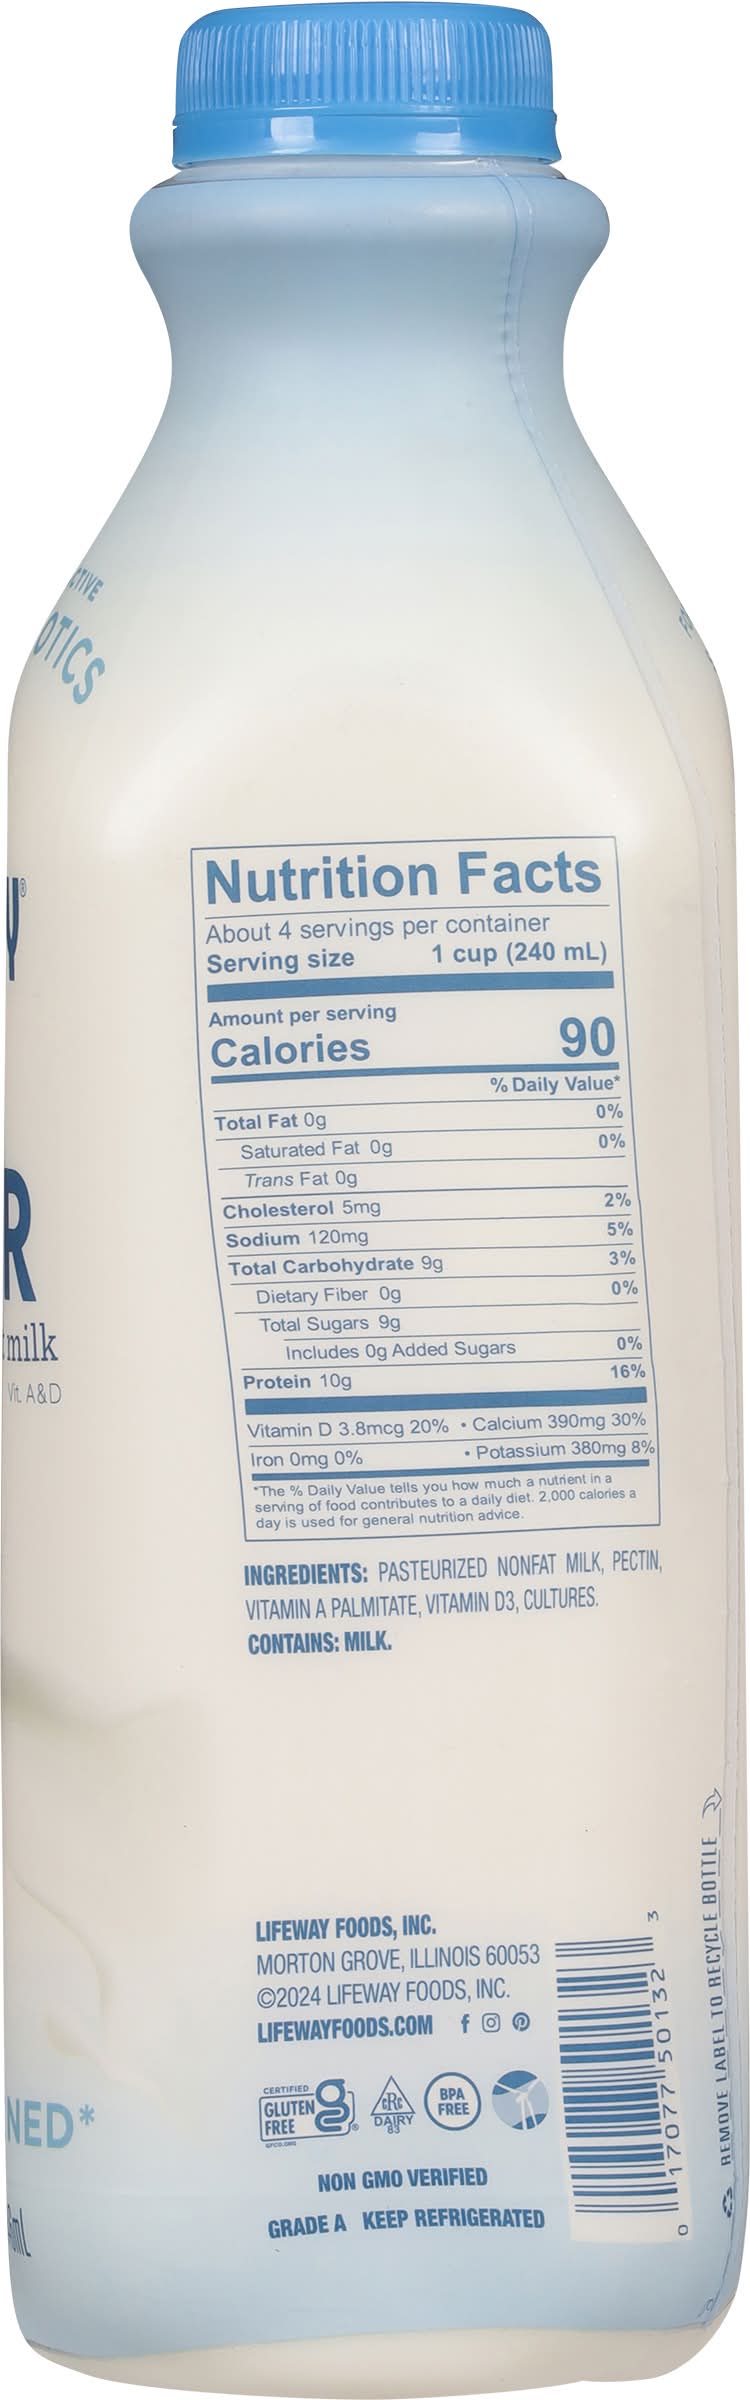 Nutrition Facts
About 4 servings per container
Serving size 1 cup (240 mL)
Amount per serving
Calories 90
% Daily Value*
Total Fat 0g 0%
Saturated Fat 0g 0%
Trans Fat 0g
Cholesterol 5mg 2%
Sodium 120mg 5%
Total Carbohydrate 9g 3%
Dietary Fiber 0g 0%
Total Sugars 9g
Includes 0g Added Sugars 0%
Protein 10g 16%
Vitamin D 3.8mcg 20% • Calcium 390mg 30%
Iron 0mg 0% • Potassium 380mg 8%
*The % Daily Value tells you how much a nutrient in a
serving of food contributes to a daily diet. 2,000 calories a
day is used for general nutrition advice.
INGREDIENTS: PASTEURIZED NONFAT MILK, PECTIN,
VITAMIN A PALMITATE, VITAMIN D3, CULTURES.
CONTAINS: MILK.
milk
Vit. A&D
NED*
LIFEWAY FOODS, INC.
MORTON GROVE, ILLINOIS 60053
©2024 LIFEWAY FOODS, INC.
LIFEWAYFOODS.COM
CERTIFIED
GLUTEN
FREE
GFCO.ORG
CRC
DAIRY
83
BPA
FREE
NON GMO VERIFIED
GRADE A KEEP REFRIGERATED
0 17077 50132 3
REMOVE LABEL TO RECYCLE BOTTLE